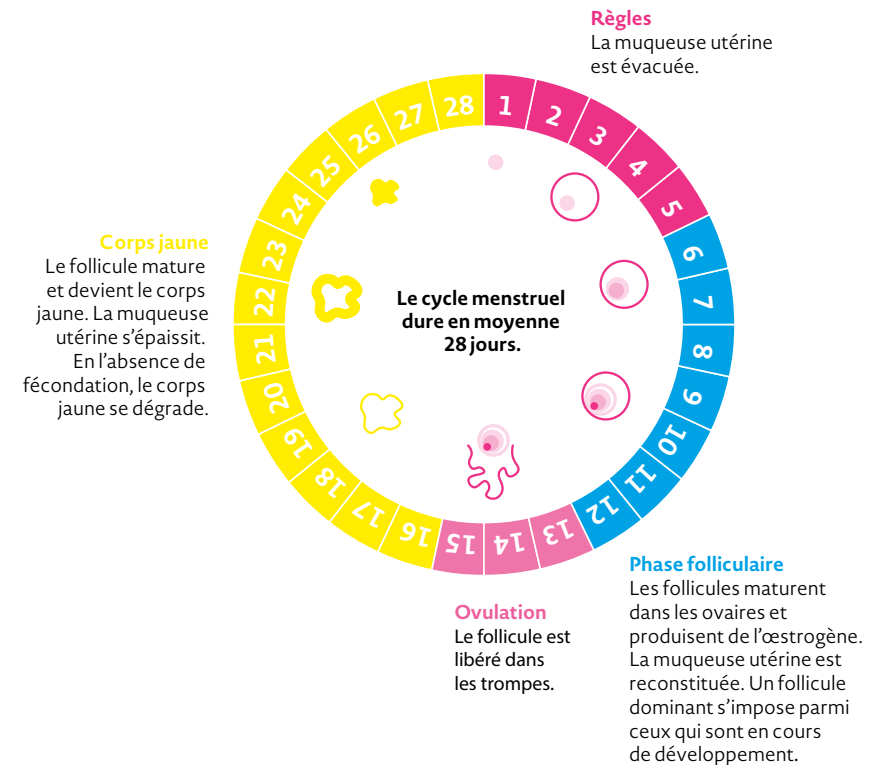 Règles
La muqueuse utérine
est évacuée.
1
2
3
4
5
6
7
8
9
10
11
12
13
14
15
16
17
18
19
20
21
22
23
24
25
26
27
28
Le cycle menstruel
dure en moyenne
28 jours.
Phase folliculaire
Les follicules maturent
dans les ovaires et
produisent de l’œstrogène.
La muqueuse utérine est
reconstituée. Un follicule
dominant s’impose parmi
ceux qui sont en cours
de développement.
Ovulation
Le follicule est
libéré dans
les trompes.
Corps jaune
Le follicule mature
et devient le corps
jaune. La muqueuse
utérine s’épaissit.
En l’absence de
fécondation, le corps
jaune se dégrade.